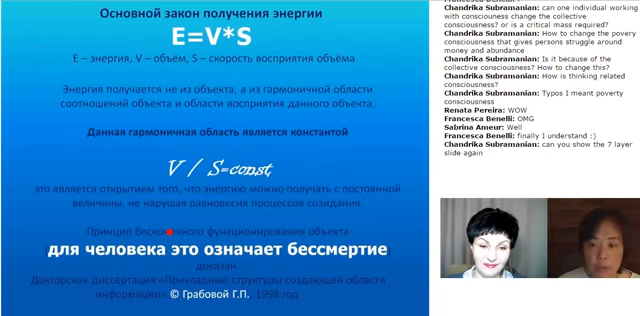 Основной закон получения энергии
E=V*S
E – энергия, V – объём, S – скорость восприятия объёма
Энергия получается не из объекта, а из гармоничной области
соотношений объекта и области восприятия данного объекта.
Данная гармоничная область является константой
V / S=const,
это является открытием того, что энергию можно получать с постоянной
величины, не нарушая равновесия процессов созидания.
Принцип бесконечного функционирования объекта
для человека это означает бессмертие
доказан.
Докторская диссертация «Прикладные структуры создающей области
информации» © Грабовой Г.П. 1998 год
Chandrika Subramanian: can one individual working
with consciouness change the collective
consciousness? or is a critical mass required?
Chandrika Subramanian: How to change the povery
consciousness that gives persons struggle around
money and abundance
Chandrika Subramanian: Is it because of the
collective consciousness? How to change this?
Chandrika Subramanian: How is thinking related
consciousness?
Chandrika Subramanian: Typos I meant poverty
consciousness
Renata Pereira: WOW
Francesca Benelli: OMG
Sabrina Ameur: Well
Francesca Benelli: finally I understand :)
Chandrika Subramanian: can you show the 7 layer
slide again